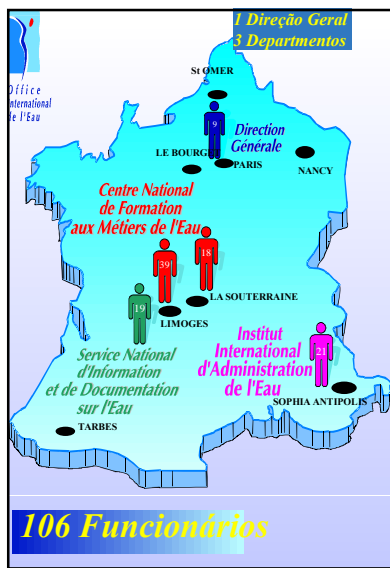 1 Direção Geral
3 Departmentos
Office
International
de l'Eau
St OMER
9
Direction
Générale
LE BOURGET
PARIS
NANCY
Centre National
de Formation
aux Métiers de l'Eau
18
39
19
LA SOUTERRAINE
LIMOGES
Institut
International
d'Administration
de l'Eau
21
Service National
d'Information
et de Documentation
sur l'Eau
SOPHIA ANTIPOLIS
TARBES
106 Funcionários